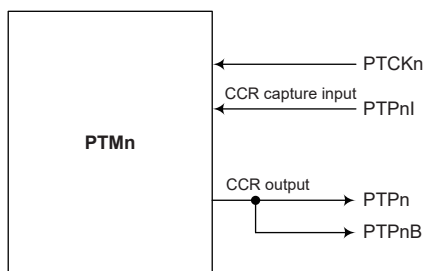 PTCKn
CCR capture input
PTPnI
PTMn
CCR output
PTPn
PTPnB